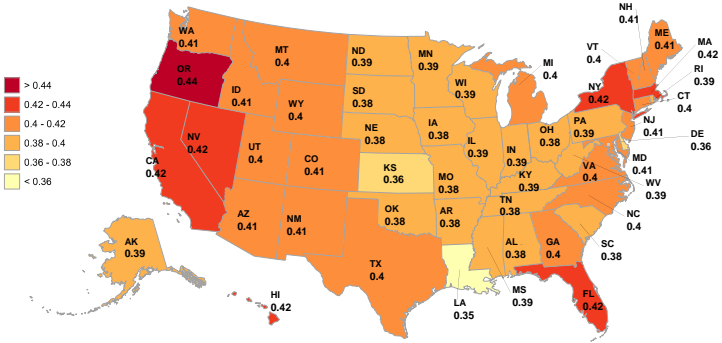 > 0.44
0.42 - 0.44
0.4 - 0.42
0.38 - 0.4
0.36 - 0.38
< 0.36
WA
0.41
OR
0.44
CA
0.42
NV
0.42
ID
0.41
MT
0.4
WY
0.4
UT
0.4
CO
0.41
AZ
0.41
NM
0.41
ND
0.39
SD
0.38
NE
0.38
KS
0.36
OK
0.38
TX
0.4
MN
0.39
IA
0.38
MO
0.38
AR
0.38
LA
0.35
WI
0.39
IL
0.39
MI
0.4
IN
0.39
OH
0.38
KY
0.39
TN
0.38
MS
0.39
AL
0.38
GA
0.4
FL
0.42
SC
0.38
NC
0.4
VA
0.4
WV
0.39
MD
0.41
DE
0.36
PA
0.39
NJ
0.41
NY
0.42
CT
0.4
RI
0.39
MA
0.42
VT
0.4
NH
0.41
ME
0.41
AK
0.39
HI
0.42